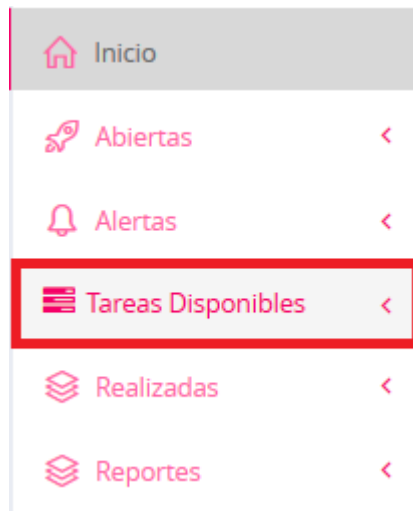 Inicio
Abiertas
Alertas
Tareas Disponibles
Realizadas
Reportes